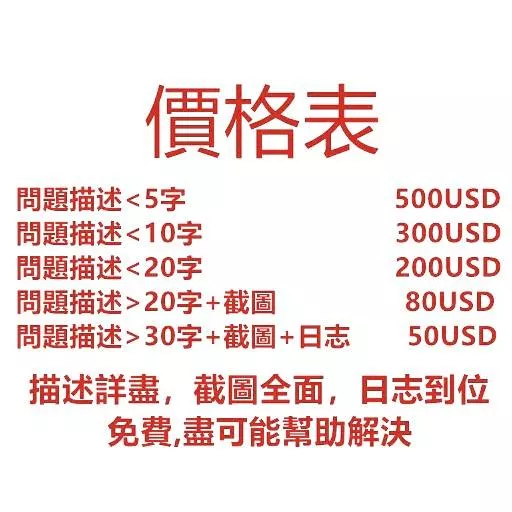 價格表
問題描述<5字 500USD
問題描述<10字 300USD
問題描述<20字 200USD
問題描述>20字+截圖 80USD
問題描述>30字+截圖+日志 50USD
描述詳盡，截圖全面，日志到位
免費,盡可能幫助解決